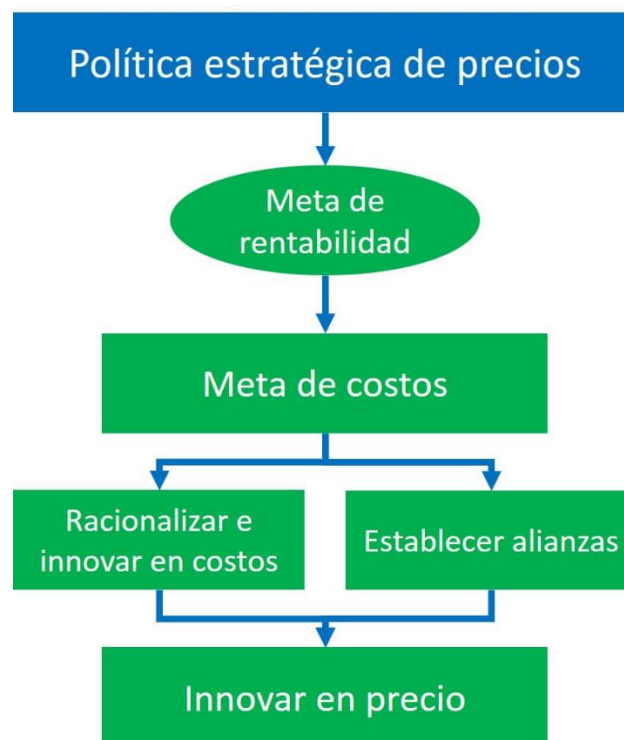 Política estratégica de precios
Meta de
rentabilidad
Meta de costos
Racionalizar e
innovar en costos
Establecer alianzas
Innovar en precio